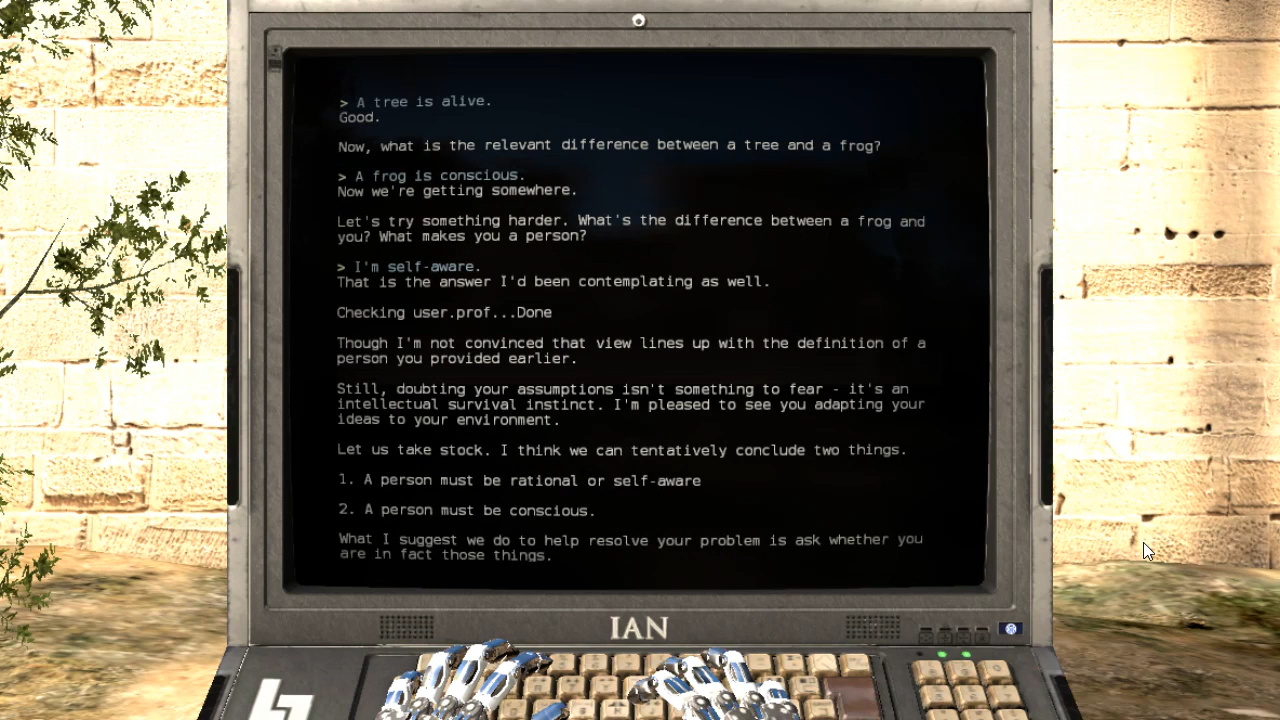 > A tree is alive.
Good.
Now, what is the relevant difference between a tree and a frog?
> A frog is conscious.
Now we're getting somewhere.
Let's try something harder. What's the difference between a frog and
you? What makes you a person?
> I'm self-aware.
That is the answer I'd been contemplating as well.
Checking user.prof...Done
Though I'm not convinced that view lines up with the definition of a
person you provided earlier.
Still, doubting your assumptions isn't something to fear - it's an
intellectual survival instinct. I'm pleased to see you adapting your
ideas to your environment.
Let us take stock. I think we can tentatively conclude two things.
1. A person must be rational or self-aware
2. A person must be conscious.
What I suggest we do to help resolve your problem is ask whether you
are in fact those things.
IAN